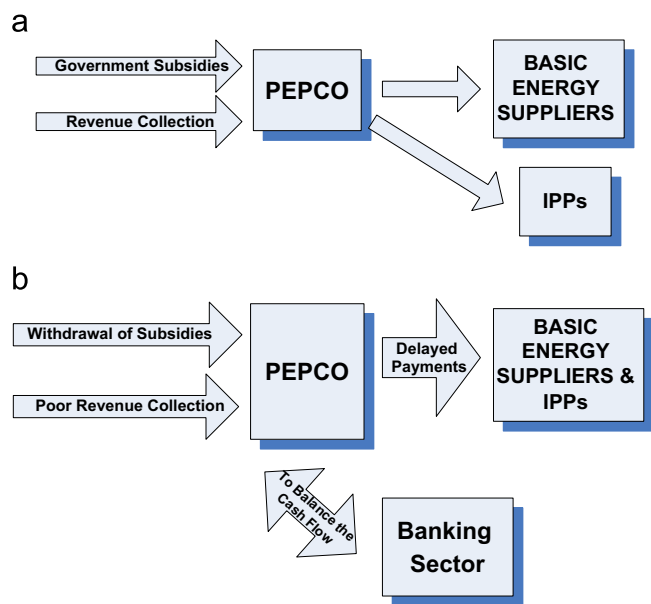 a
Government Subsidies
Revenue Collection
PEPCO
BASIC
ENERGY
SUPPLIERS
IPPs
b
Withdrawal of Subsidies
Poor Revenue Collection
PEPCO
Delayed
Payments
BASIC
ENERGY
SUPPLIERS &
IPPs
To Balance the
Cash Flow
Banking
Sector